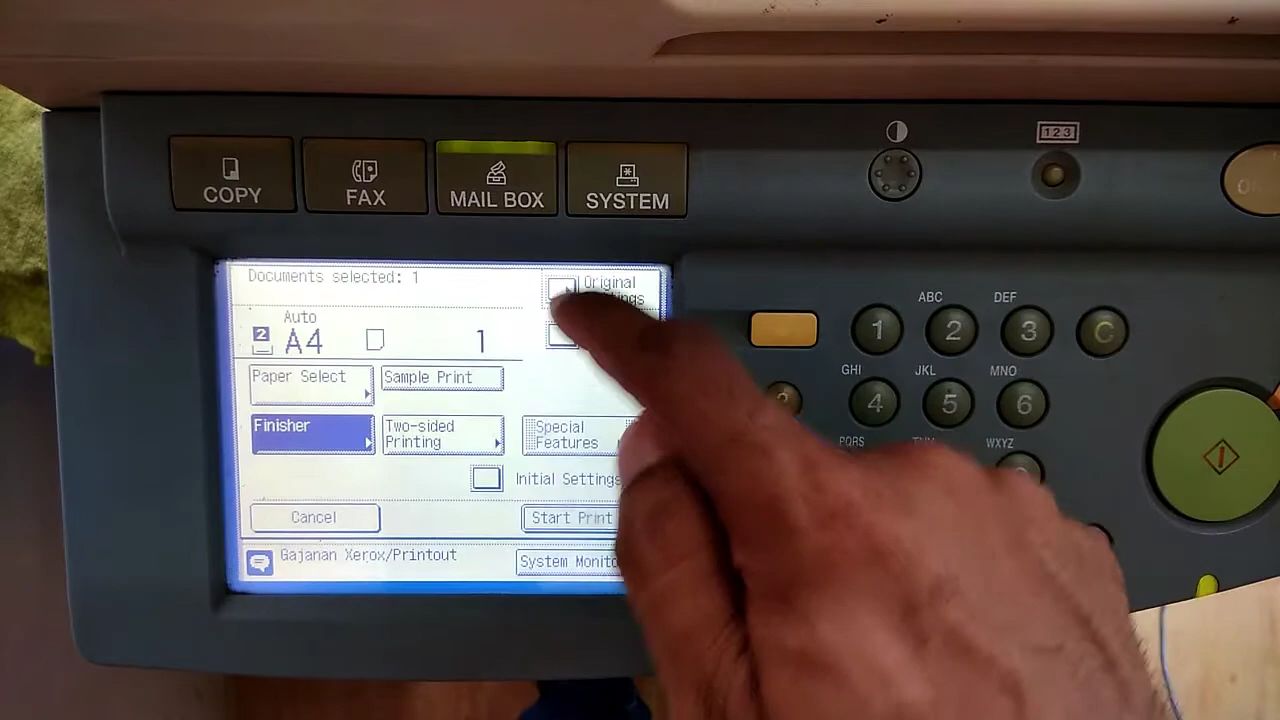 COPY
FAX
MAIL BOX
SYSTEM
123
Documents selected: 1
Original
Auto
2
A4
1
Paper Select
Sample Print
Finisher
Two-sided
Printing
Special
Features
Initial Settings
Cancel
Start Print
Gajanan Xerox/Printout
System
ABC
DEF
1
2
3
C
GHI
JKL
MNO
4
5
6
PQRS
WXYZ